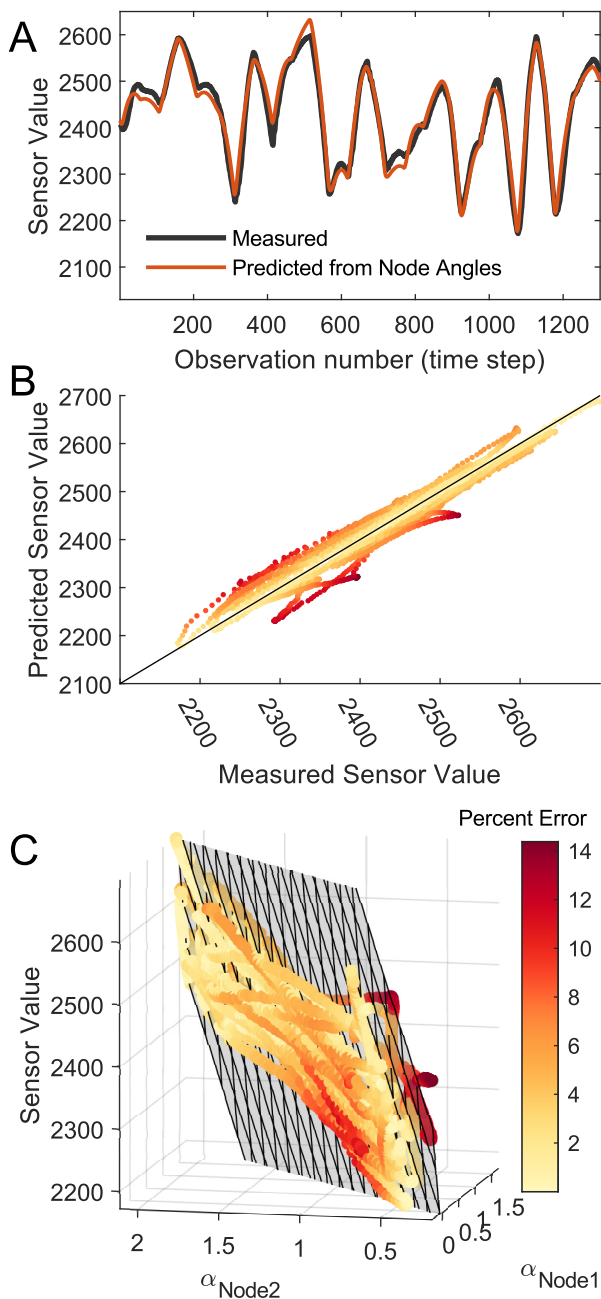 A
2600
2500
2400
2300
2200
2100
Sensor Value
Measured
Predicted from Node Angles
200 400 600 800 1000 1200
Observation number (time step)
B
2700
2600
2500
2400
2300
2200
2100
Predicted Sensor Value
2200 2300 2400 2500 2600
Measured Sensor Value
C
Percent Error
14
12
10
8
6
4
2
2600
2500
2400
2300
2200
Sensor Value
2 1.5 1 0.5
0 0.5 1 1.5
αNode2
αNode1